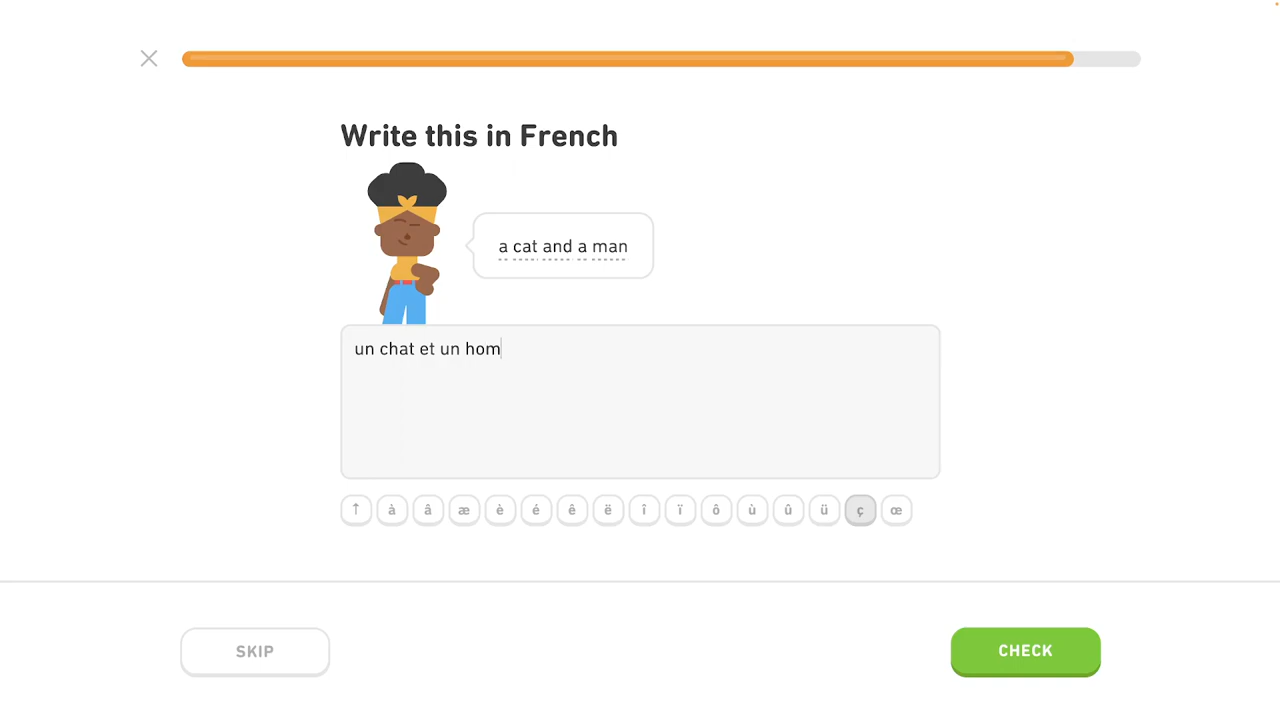 Write this in French
a cat and a man
un chat et un hom
↑ à â æ è é ê ë î ï ô ù û ü ç œ
SKIP
CHECK